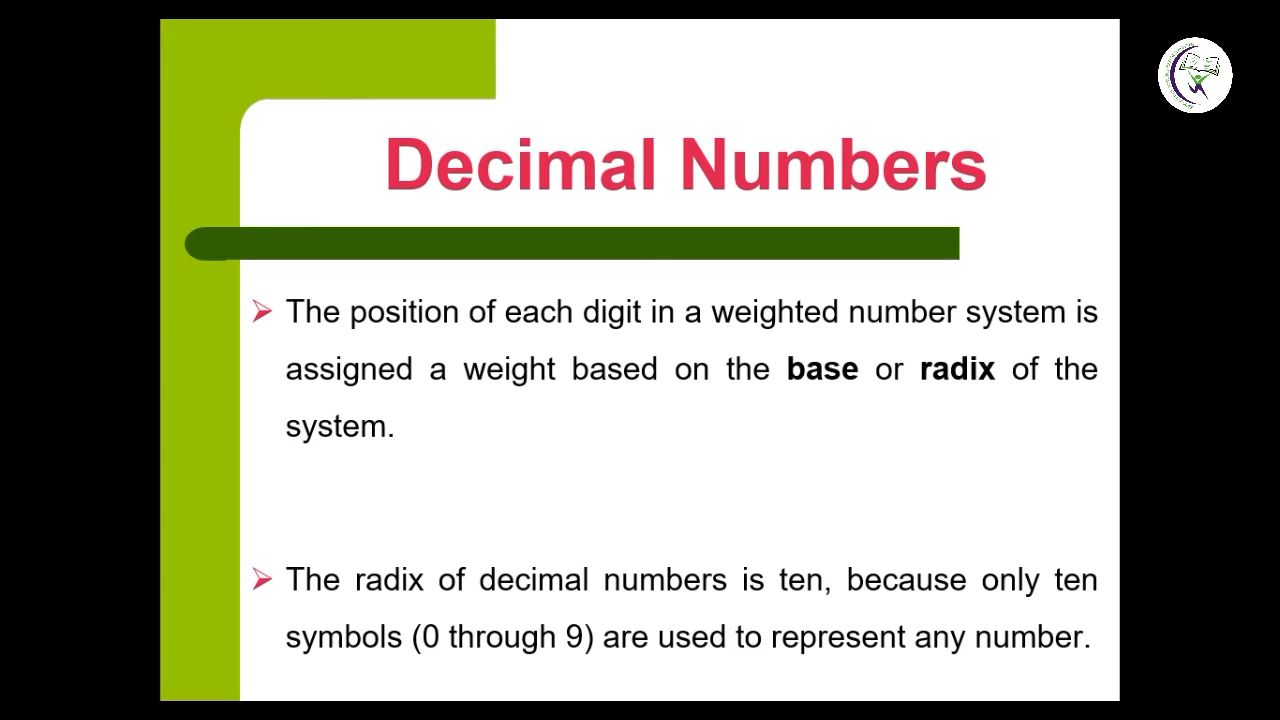 Decimal Numbers
The position of each digit in a weighted number system is
assigned a weight based on the base or radix of the
system.
The radix of decimal numbers is ten, because only ten
symbols (0 through 9) are used to represent any number.